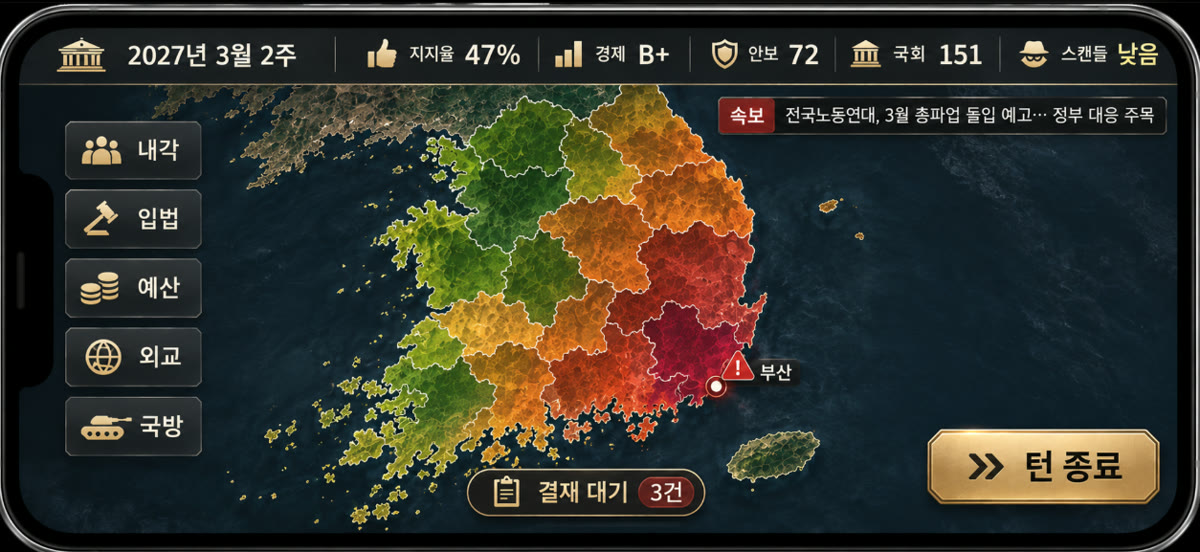 2027년 3월 2주
지지율 47%
경제 B+
안보 72
국회 151
스캔들 낮음
속보 전국노동연대, 3월 총파업 돌입 예고… 정부 대응 주목
내각
입법
예산
외교
국방
부산
결재 대기 3건
턴 종료